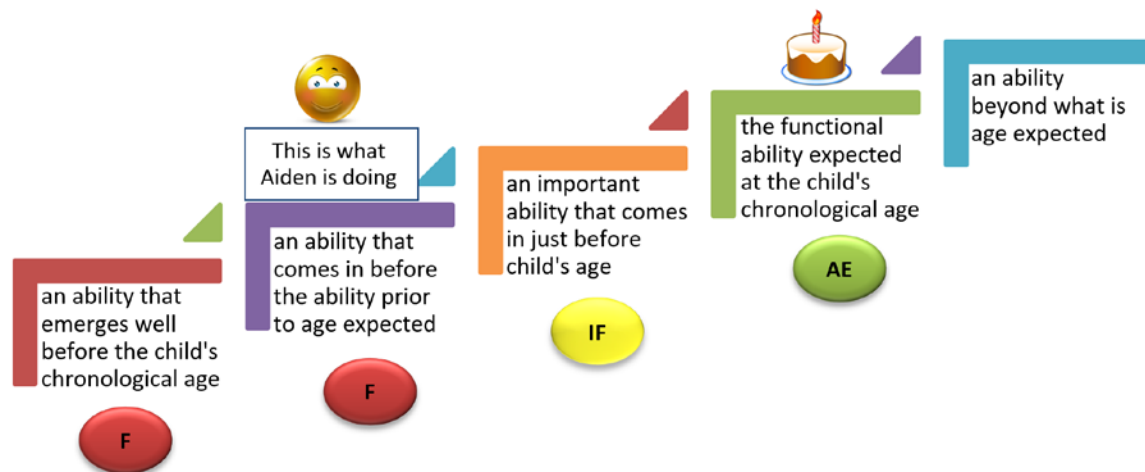 This is what
Aiden is doing
an ability that
emerges well
before the child's
chronological age
F
an ability that
comes in before
the ability prior
to age expected
F
an important
ability that comes
in just before
child's age
IF
the functional
ability expected
at the child's
chronological age
AE
an ability
beyond what is
age expected